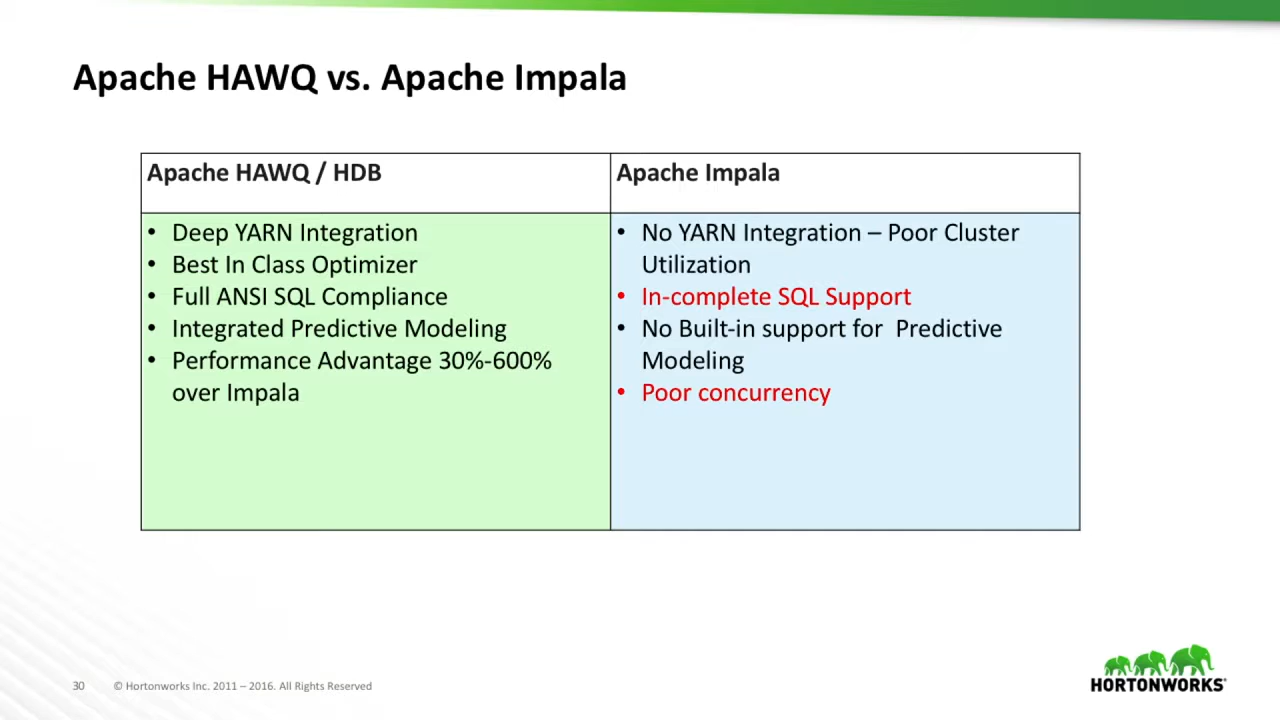 Apache HAWQ vs. Apache Impala
Apache HAWQ / HDB
• Deep YARN Integration
• Best In Class Optimizer
• Full ANSI SQL Compliance
• Integrated Predictive Modeling
• Performance Advantage 30%-600%
over Impala
Apache Impala
• No YARN Integration – Poor Cluster
Utilization
• In-complete SQL Support
• No Built-in support for Predictive
Modeling
• Poor concurrency
30 © Hortonworks Inc. 2011 – 2016. All Rights Reserved
HORTONWORKS®